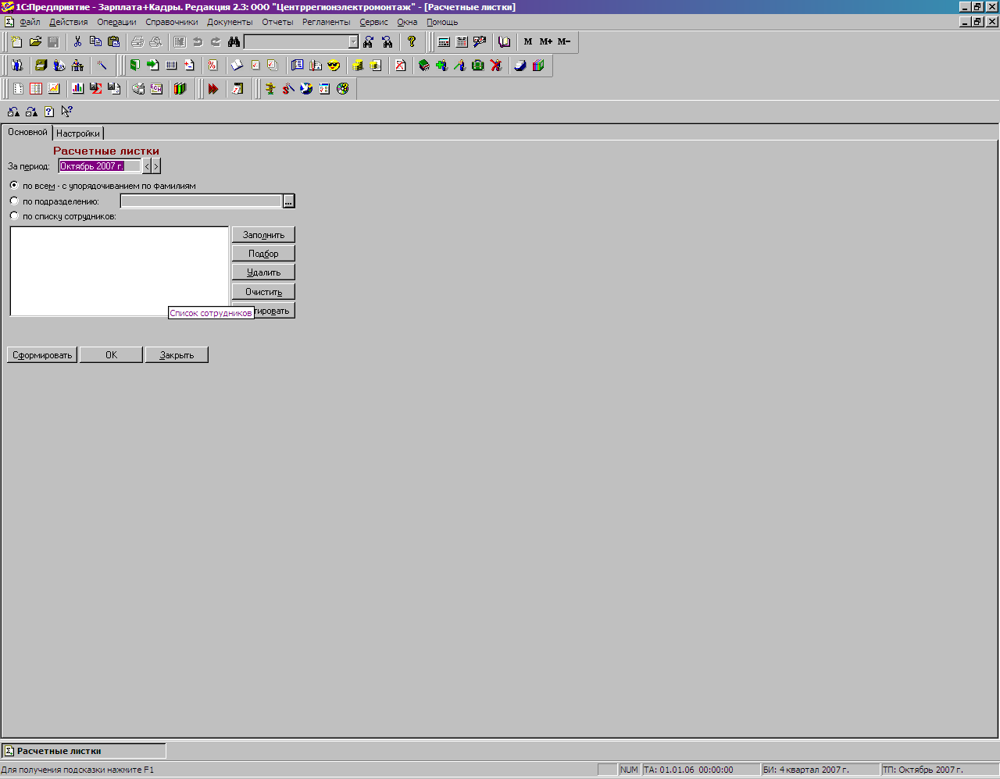 1С:Предприятие - Зарплата+Кадры. Редакция 2.3: ООО "Центррегионэлектромонтаж" - [Расчетные листки]
Файл Действия Операции Справочники Документы Отчеты Регламенты Сервис Окна Помощь
M M+ M−
Основной Настройки
Расчетные листки
За период: Октябрь 2007 г. < >
по всем - с упорядочиванием по фамилиям
по подразделению: ...
по списку сотрудников:
Заполнить
Подбор
Удалить
Очистить
Список сотрудников тировать
Сформировать OK Закрыть
Расчетные листки
Для получения подсказки нажмите F1 NUM TA: 01.01.06 00:00:00 БИ: 4 квартал 2007 г. ТП: Октябрь 2007 г.